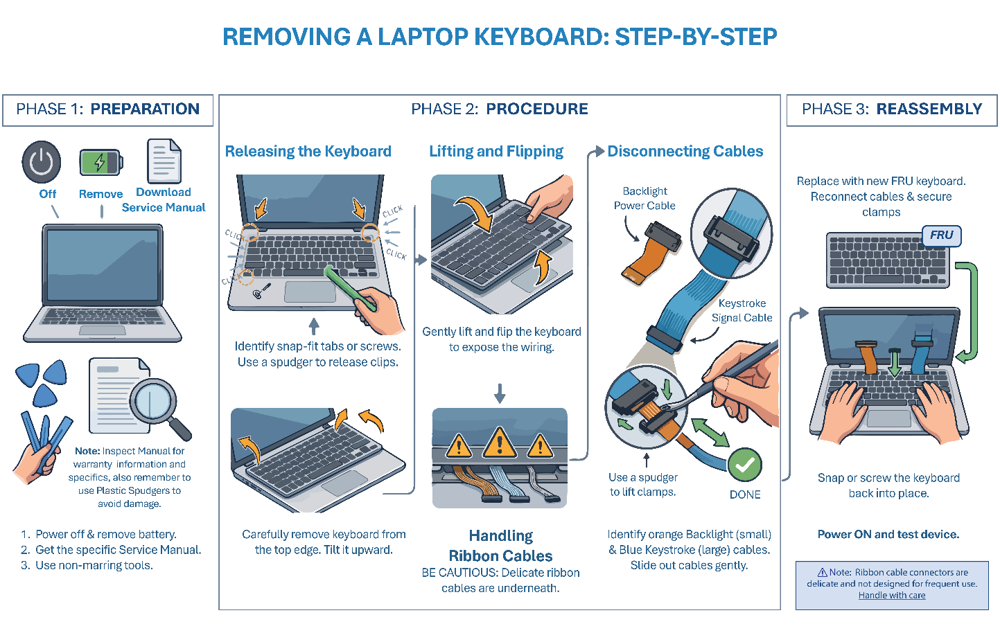 REMOVING A LAPTOP KEYBOARD: STEP-BY-STEP
PHASE 1: PREPARATION
Off
Remove
Download
Service Manual
Note: Inspect Manual for
warranty information and
specifics, also remember to
use Plastic Spudgers to
avoid damage.
1. Power off & remove battery.
2. Get the specific Service Manual.
3. Use non-marring tools.
PHASE 2: PROCEDURE
Releasing the Keyboard
CLICK
CLICK
CLICK
CLICK
Identify snap-fit tabs or screws.
Use a spudger to release clips.
Carefully remove keyboard from
the top edge. Tilt it upward.
Lifting and Flipping
Gently lift and flip the keyboard
to expose the wiring.
Handling
Ribbon Cables
BE CAUTIOUS: Delicate ribbon
cables are underneath.
Disconnecting Cables
Backlight
Power Cable
Keystroke
Signal Cable
Use a spudger
to lift clamps.
DONE
Identify orange Backlight (small)
& Blue Keystroke (large) cables.
Slide out cables gently.
PHASE 3: REASSEMBLY
Replace with new FRU keyboard.
Reconnect cables & secure
clamps
FRU
Snap or screw the keyboard
back into place.
Power ON and test device.
⚠ Note: Ribbon cable connectors are
delicate and not designed for frequent use.
Handle with care